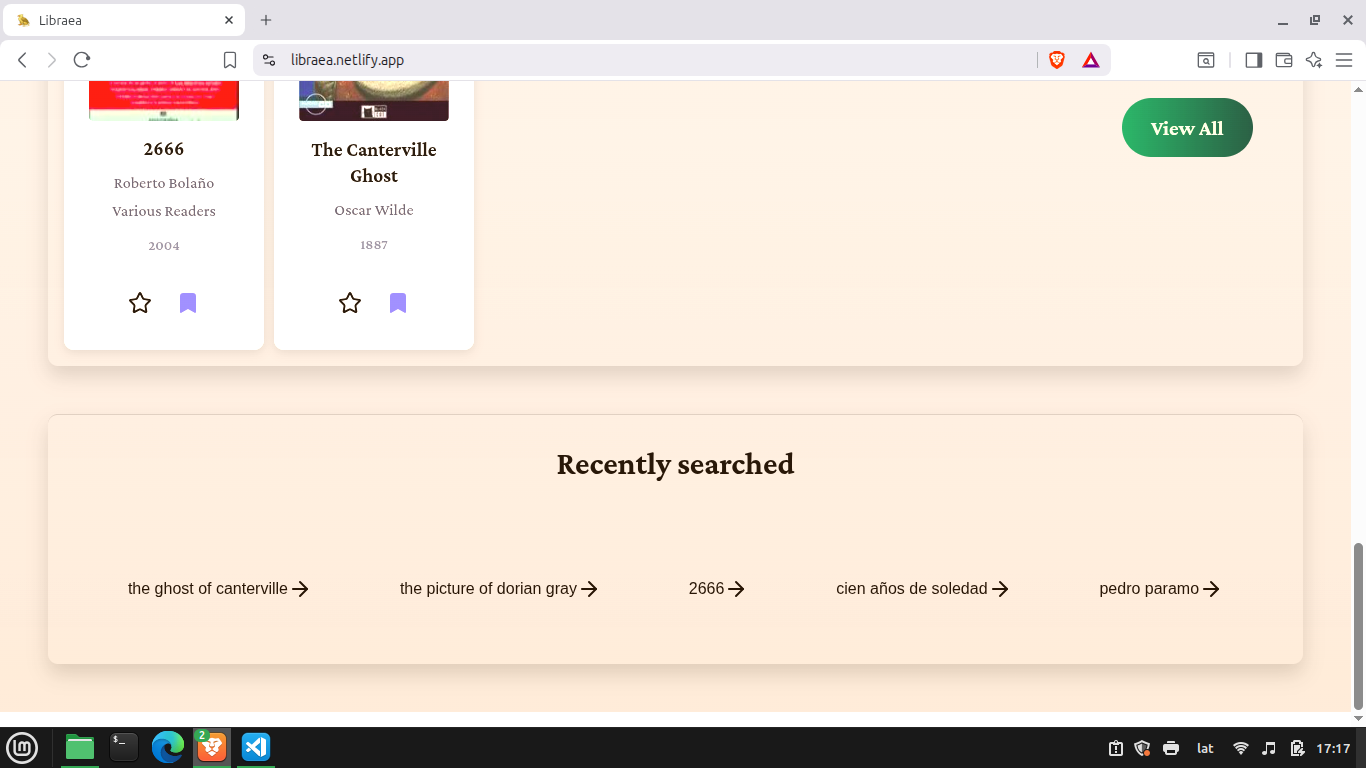 Libraea
libraea.netlify.app
View All
2666
Roberto Bolaño
Various Readers
2004
The Canterville
Ghost
Oscar Wilde
1887
Recently searched
the ghost of canterville
the picture of dorian gray
2666
cien años de soledad
pedro paramo
2
lat
17:17